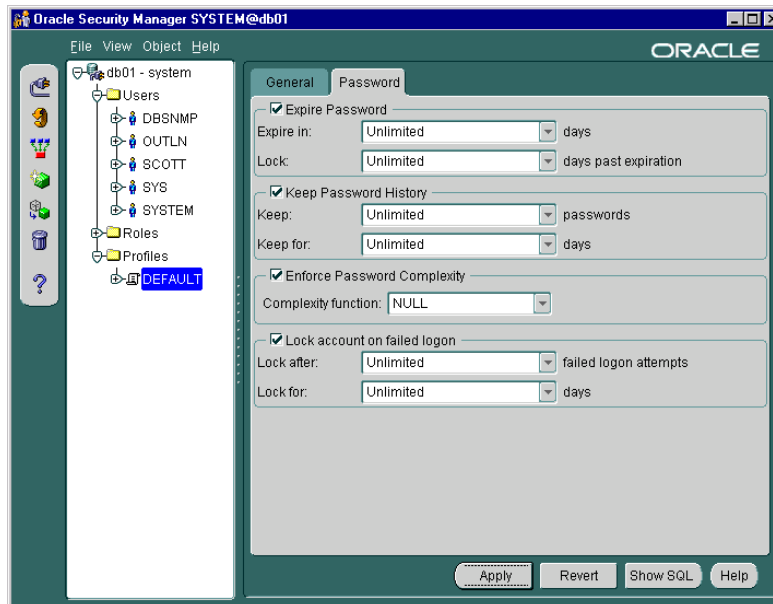 Oracle Security Manager SYSTEM@db01
File View Object Help
ORACLE
db01 - system
Users
DBSNMP
OUTLN
SCOTT
SYS
SYSTEM
Roles
Profiles
DEFAULT
General Password
Expire Password
Expire in: Unlimited days
Lock: Unlimited days past expiration
Keep Password History
Keep: Unlimited passwords
Keep for: Unlimited days
Enforce Password Complexity
Complexity function: NULL
Lock account on failed logon
Lock after: Unlimited failed logon attempts
Lock for: Unlimited days
Apply Revert Show SQL Help